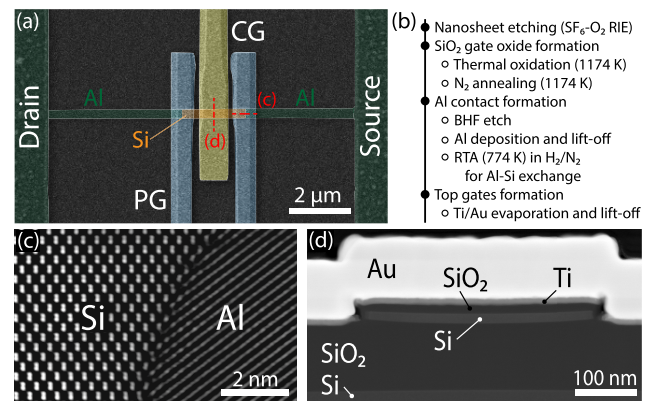 (a)
CG
Drain
Al
Si
(c)
(d)
Al
Source
PG
2 μm
(b)
Nanosheet etching (SF₆-O₂ RIE)
SiO₂ gate oxide formation
Thermal oxidation (1174 K)
N₂ annealing (1174 K)
Al contact formation
BHF etch
Al deposition and lift-off
RTA (774 K) in H₂/N₂
for Al-Si exchange
Top gates formation
Ti/Au evaporation and lift-off
(c)
Si
Al
2 nm
(d)
Au
SiO₂
Ti
Si
SiO₂
Si
100 nm